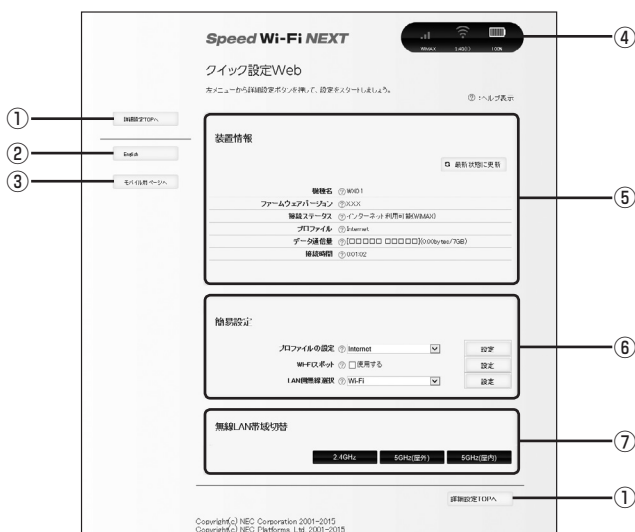 Speed Wi-Fi NEXT
WiMAX 2.4G(20) 100%
④
クイック設定Web
左メニューから詳細設定ボタンを押して、設定をスタートしましょう。
?:ヘルプ表示
① 詳細設定TOPへ
② English
③ モバイル用ページへ
装置情報
最新状態に更新
機種名 ? WX01
ファームウェアバージョン ? X.X.X
⑤
接続ステータス ? インターネット利用可能(WiMAX)
プロファイル ? Internet
データ通信量 ? [□□□□□ □□□□□](XXXbytes/7GB)
接続時間 ? 00:1:02
簡易設定
プロファイルの設定 ? Internet 設定
⑥
Wi-Fiスポット ? 使用する 設定
LAN側無線選択 ? Wi-Fi 設定
無線LAN帯域切替
⑦
2.4GHz 5GHz(屋外) 5GHz(屋内)
詳細設定TOPへ ①
Copyright(c) NEC Corporation 2001-2015
Copyright(c) NEC Platforms, Ltd. 2001-2015